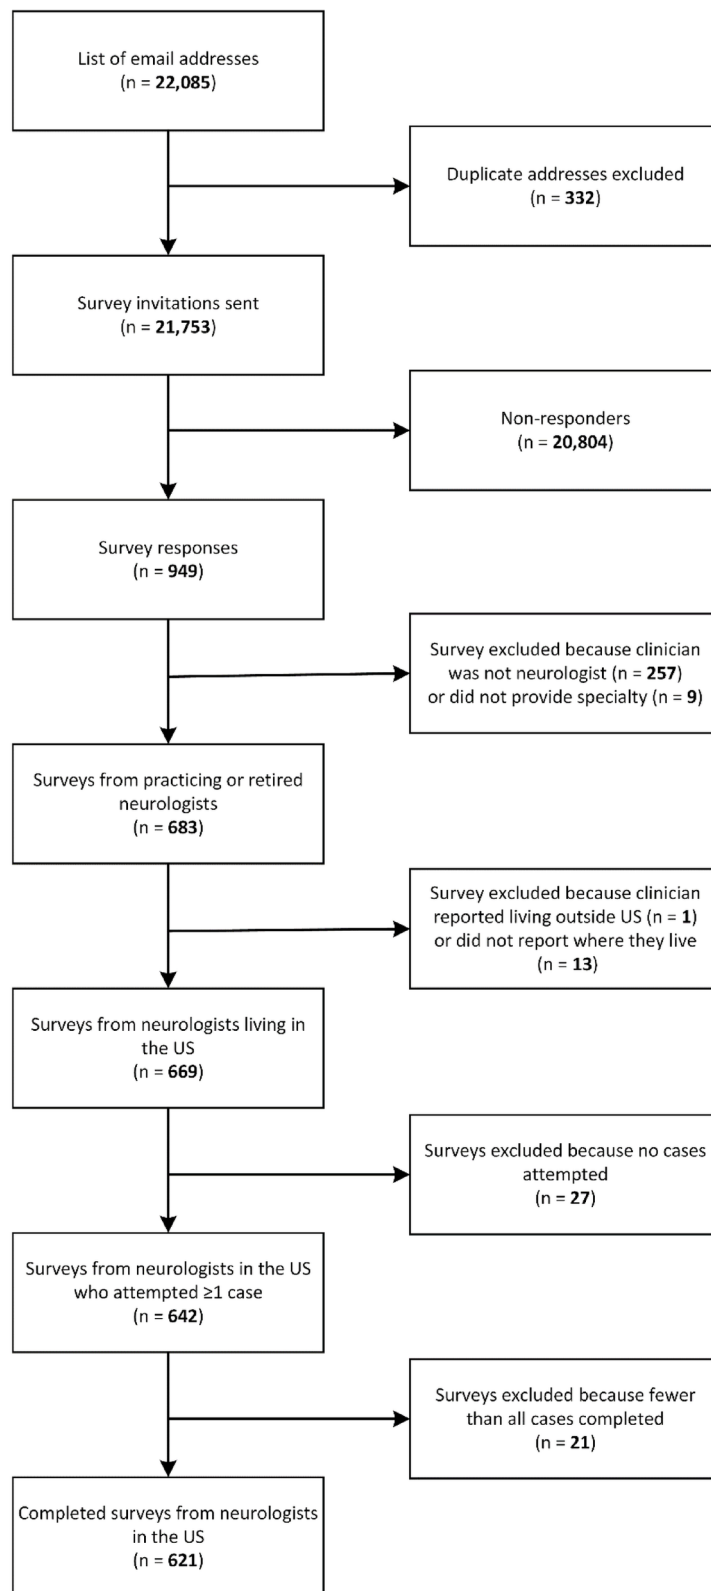 List of email addresses
(n = 22,085)
Duplicate addresses excluded
(n = 332)
Survey invitations sent
(n = 21,753)
Non-responders
(n = 20,804)
Survey responses
(n = 949)
Survey excluded because clinician
was not neurologist (n = 257)
or did not provide specialty (n = 9)
Surveys from practicing or retired
neurologists
(n = 683)
Survey excluded because clinician
reported living outside US (n = 1)
or did not report where they live
(n = 13)
Surveys from neurologists living in
the US
(n = 669)
Surveys excluded because no cases
attempted
(n = 27)
Surveys from neurologists in the US
who attempted ≥1 case
(n = 642)
Surveys excluded because fewer
than all cases completed
(n = 21)
Completed surveys from neurologists
in the US
(n = 621)